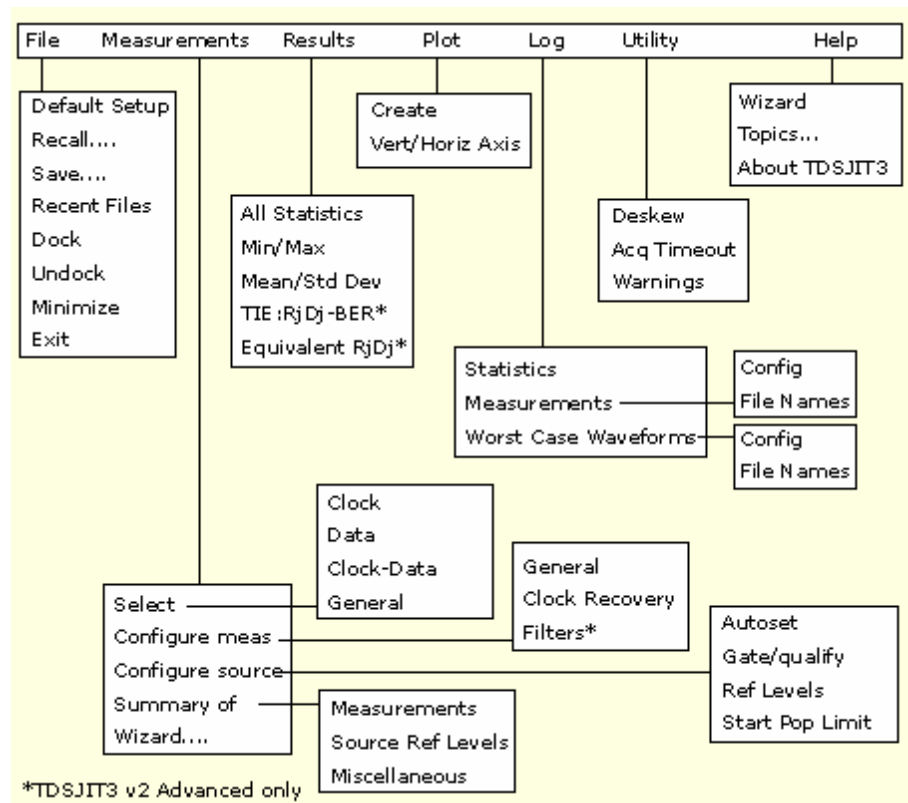 File Measurements Results Plot Log Utility Help
Default Setup
Recall....
Save....
Recent Files
Dock
Undock
Minimize
Exit
All Statistics
Min/Max
Mean/Std Dev
TIE:RjDj-BER*
Equivalent RjDj*
Create
Vert/Horiz Axis
Deskew
Acq Timeout
Warnings
Wizard
Topics...
About TDSJIT3
Statistics
Measurements
Worst Case Waveforms
Config
File Names
Config
File Names
Select
Configure meas
Configure source
Summary of
Wizard....
Clock
Data
Clock-Data
General
General
Clock Recovery
Filters*
Autoset
Gate/qualify
Ref Levels
Start Pop Limit
Measurements
Source Ref Levels
Miscellaneous
*TDSJIT3 v2 Advanced only